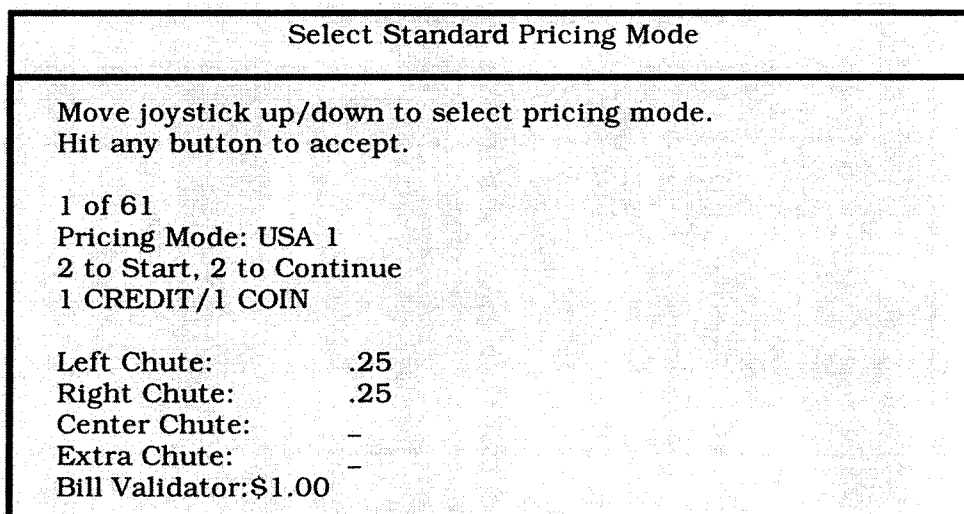 Select Standard Pricing Mode
Move joystick up/down to select pricing mode.
Hit any button to accept.
1 of 61
Pricing Mode: USA 1
2 to Start, 2 to Continue
1 CREDIT/1 COIN
Left Chute: .25
Right Chute: .25
Center Chute: _
Extra Chute: _
Bill Validator:$1.00